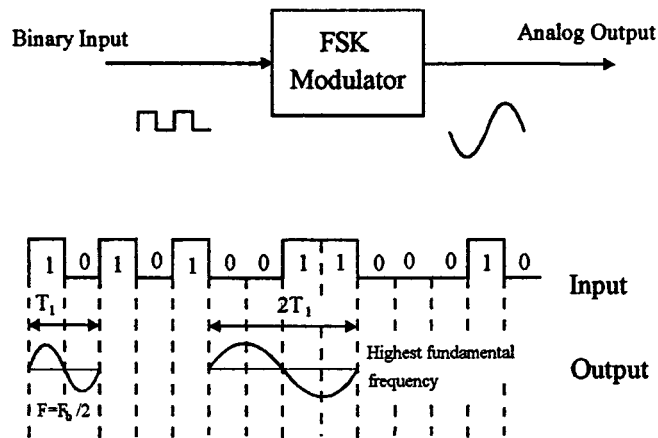 Binary Input
FSK
Modulator
Analog Output
1 0 1 0 1 0 0 1 1 0 0 0 1 0
Input
T1
2T1
Highest fundamental
frequency
Output
F=Fb/2